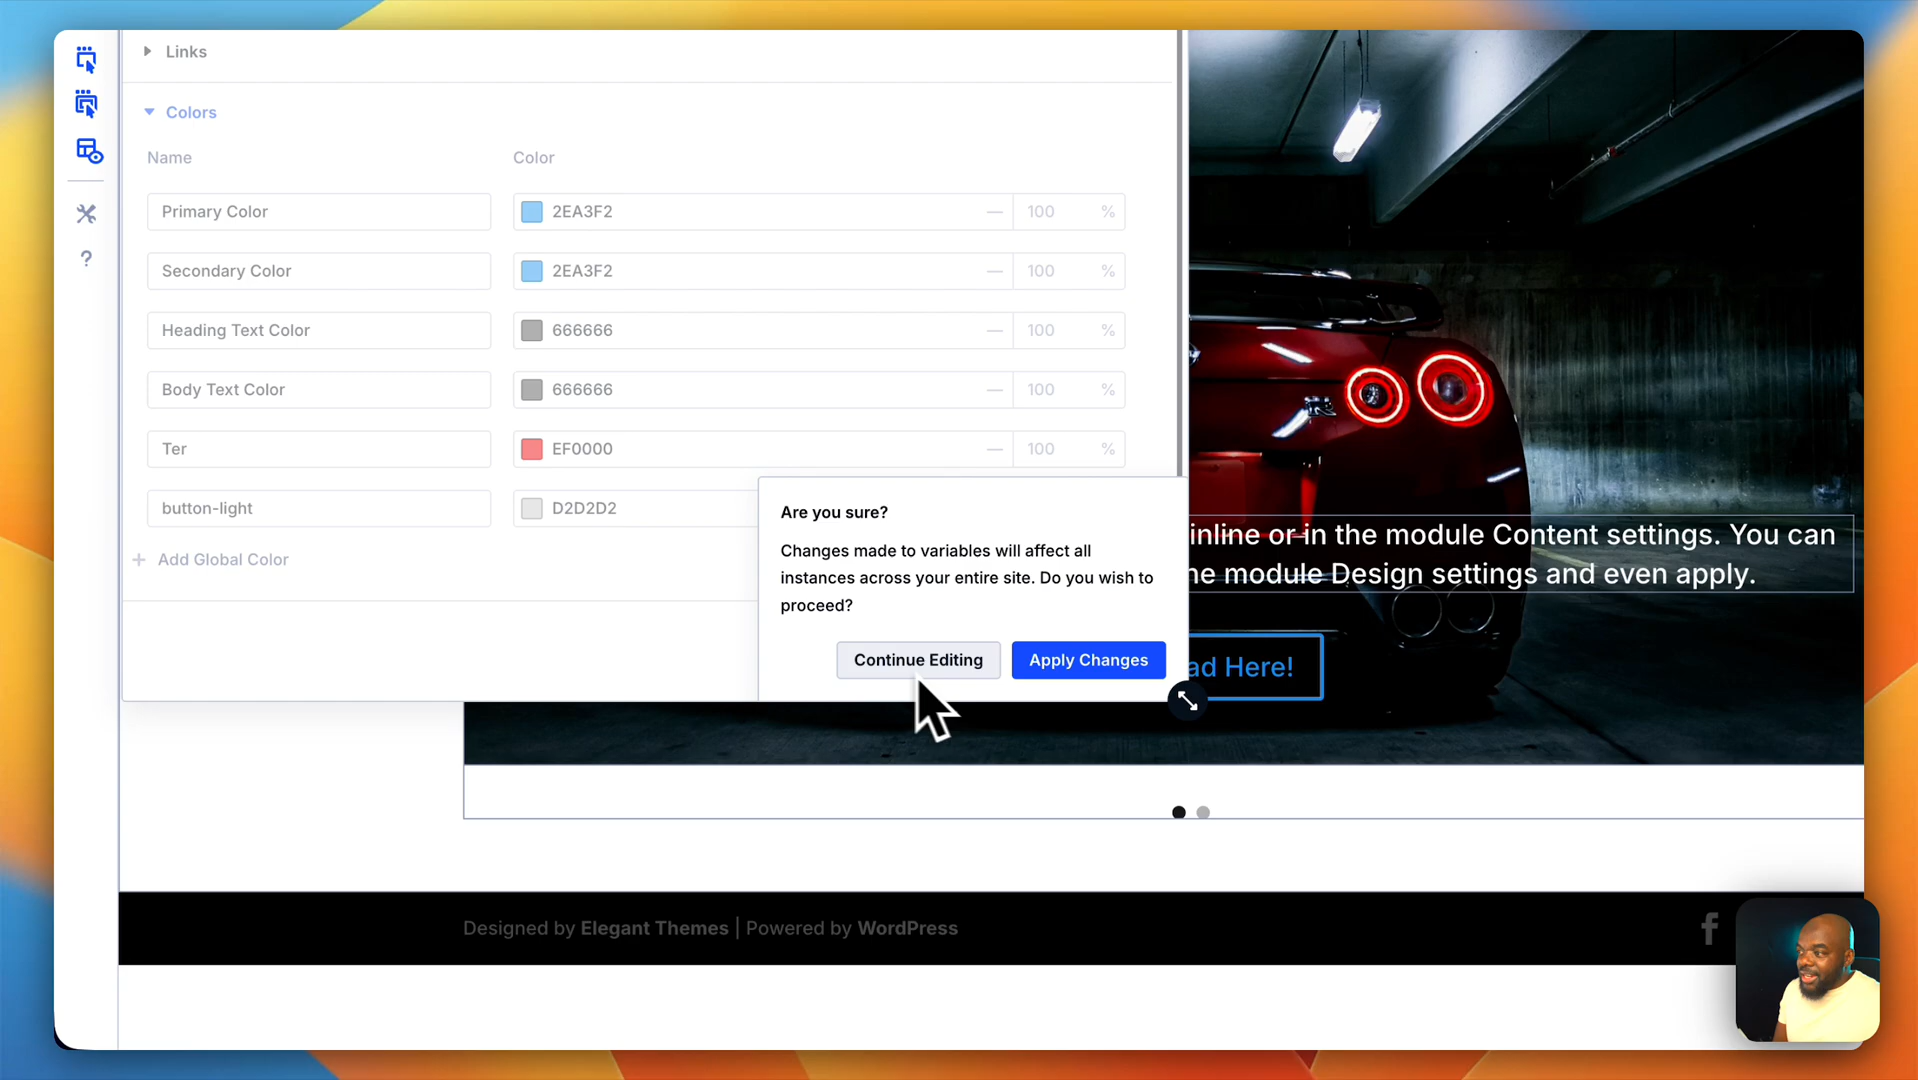 Links
Colors
Name
Color
Primary Color
2EA3F2
—
100
%
Secondary Color
2EA3F2
—
100
%
Heading Text Color
666666
—
100
%
Body Text Color
666666
—
100
%
Ter
EF0000
—
100
%
button-light
D2D2D2
+ Add Global Color
Are you sure?
Changes made to variables will affect all
instances across your entire site. Do you wish to
proceed?
Continue Editing
Apply Changes
inline or in the module Content settings. You can
he module Design settings and even apply.
ad Here!
Designed by Elegant Themes | Powered by WordPress
f
?